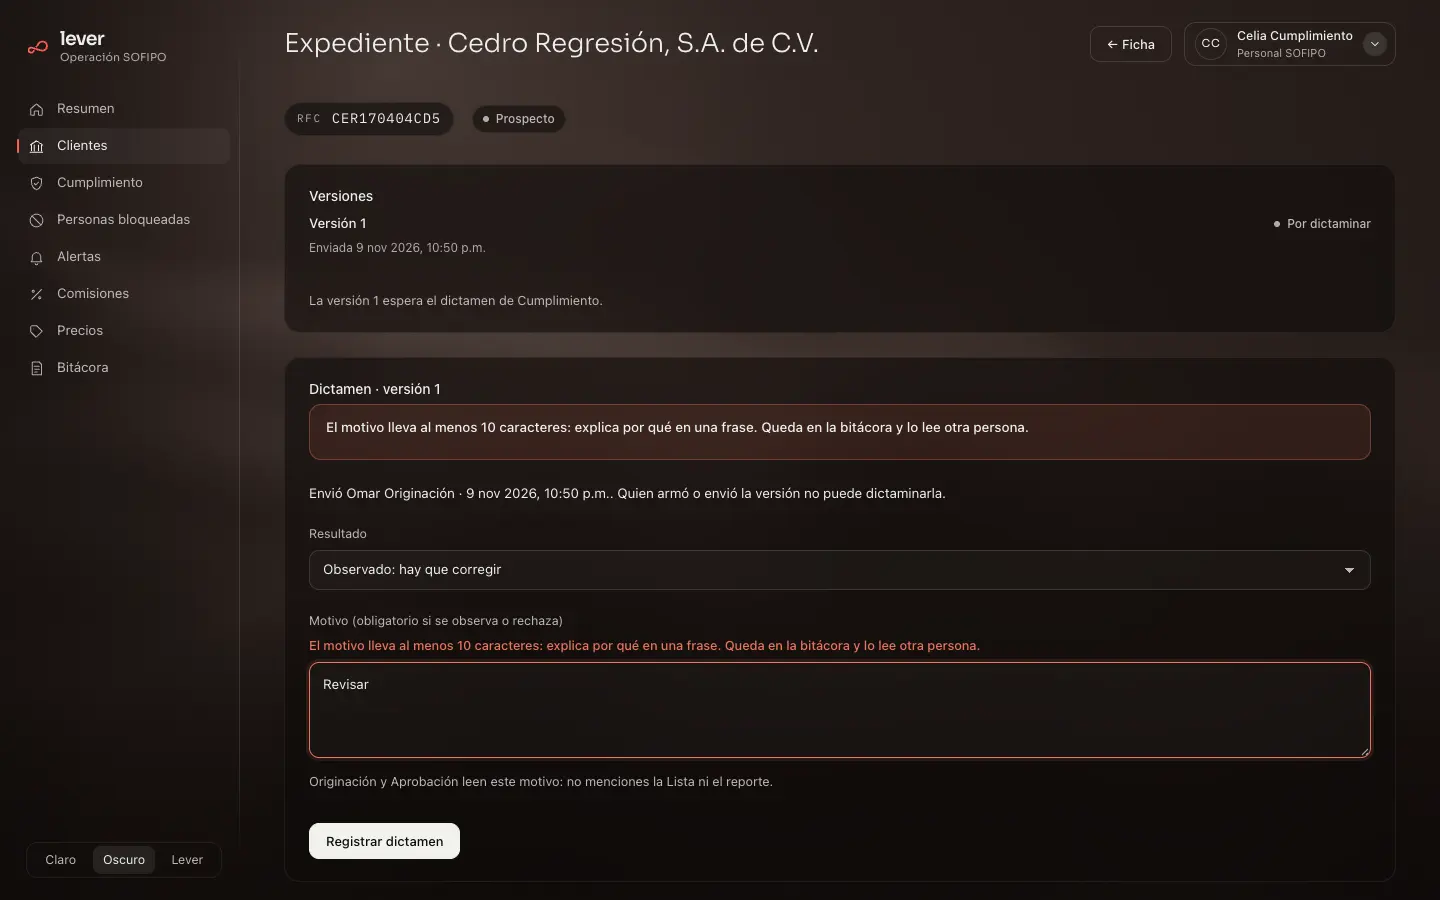 lever
Operación SOFIPO
Resumen
Clientes
Cumplimiento
Personas bloqueadas
Alertas
Comisiones
Precios
Bitácora
Claro Oscuro Lever
Expediente · Cedro Regresión, S.A. de C.V.
← Ficha
CC
Celia Cumplimiento
Personal SOFIPO
RFC CER170404CD5
Prospecto
Versiones
Versión 1
Por dictaminar
Enviada 9 nov 2026, 10:50 p.m.
La versión 1 espera el dictamen de Cumplimiento.
Dictamen · versión 1
El motivo lleva al menos 10 caracteres: explica por qué en una frase. Queda en la bitácora y lo lee otra persona.
Envió Omar Originación · 9 nov 2026, 10:50 p.m.. Quien armó o envió la versión no puede dictaminarla.
Resultado
Observado: hay que corregir
Motivo (obligatorio si se observa o rechaza)
El motivo lleva al menos 10 caracteres: explica por qué en una frase. Queda en la bitácora y lo lee otra persona.
Revisar
Originación y Aprobación leen este motivo: no menciones la Lista ni el reporte.
Registrar dictamen